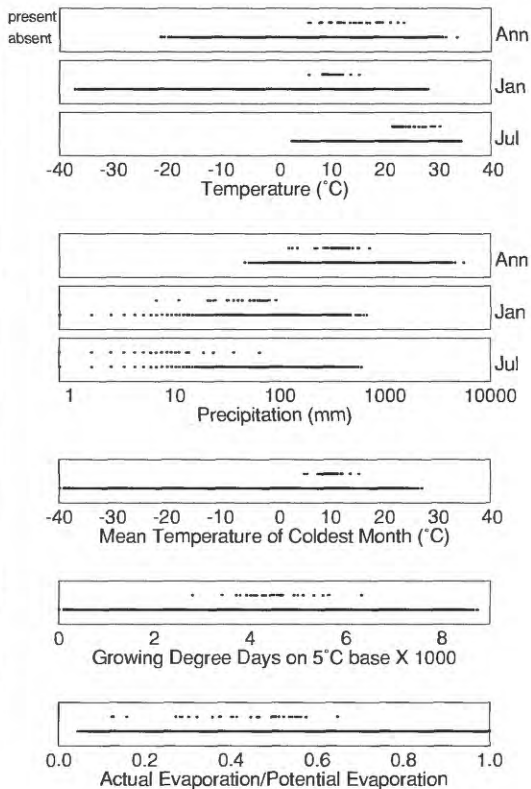 present
absent
Ann
Jan
Jul
-40 -30 -20 -10 0 10 20 30 40
Temperature (˚C)
Ann
Jan
Jul
1 10 100 1000 10000
Precipitation (mm)
-40 -30 -20 -10 0 10 20 30 40
Mean Temperature of Coldest Month (˚C)
0 2 4 6 8
Growing Degree Days on 5˚C base X 1000
0.0 0.2 0.4 0.6 0.8 1.0
Actual Evaporation/Potential Evaporation